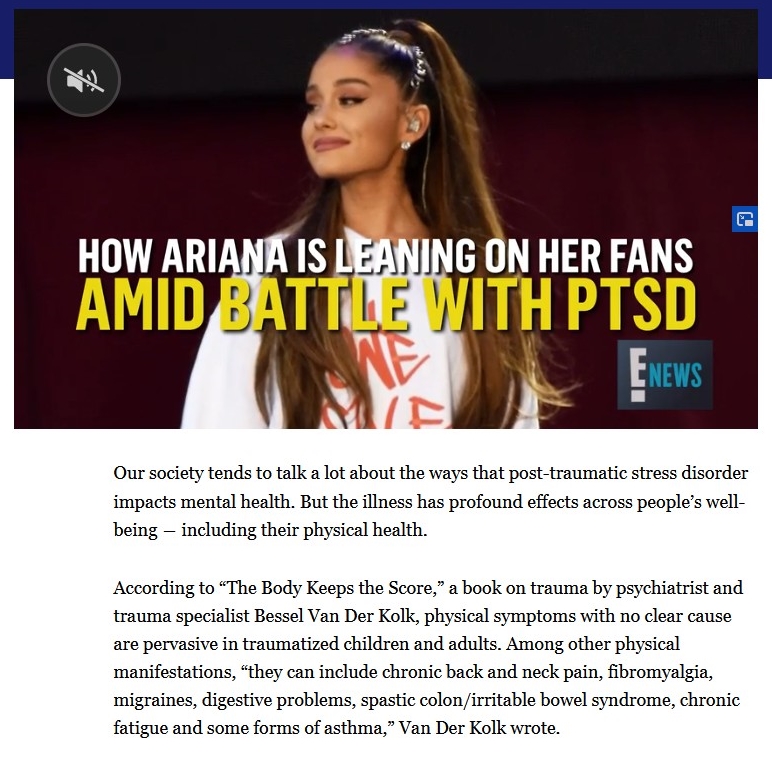 HOW ARIANA IS LEANING ON HER FANS
AMID BATTLE WITH PTSD
E NEWS
Our society tends to talk a lot about the ways that post-traumatic stress disorder
impacts mental health. But the illness has profound effects across people’s well-
being — including their physical health.
According to “The Body Keeps the Score,” a book on trauma by psychiatrist and
trauma specialist Bessel Van Der Kolk, physical symptoms with no clear cause
are pervasive in traumatized children and adults. Among other physical
manifestations, “they can include chronic back and neck pain, fibromyalgia,
migraines, digestive problems, spastic colon/irritable bowel syndrome, chronic
fatigue and some forms of asthma,” Van Der Kolk wrote.